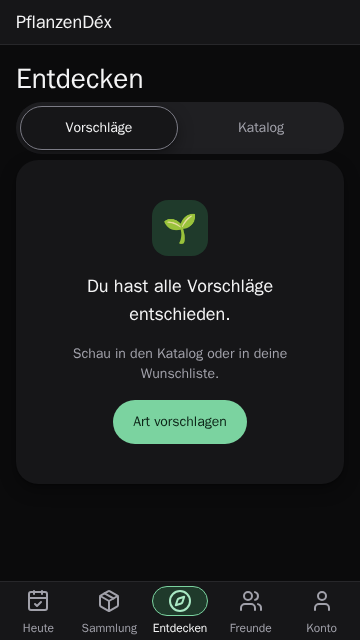 PflanzenDéx
Entdecken
Vorschläge
Katalog
Du hast alle Vorschläge
entschieden.
Schau in den Katalog oder in deine
Wunschliste.
Art vorschlagen
Heute
Sammlung
Entdecken
Freunde
Konto